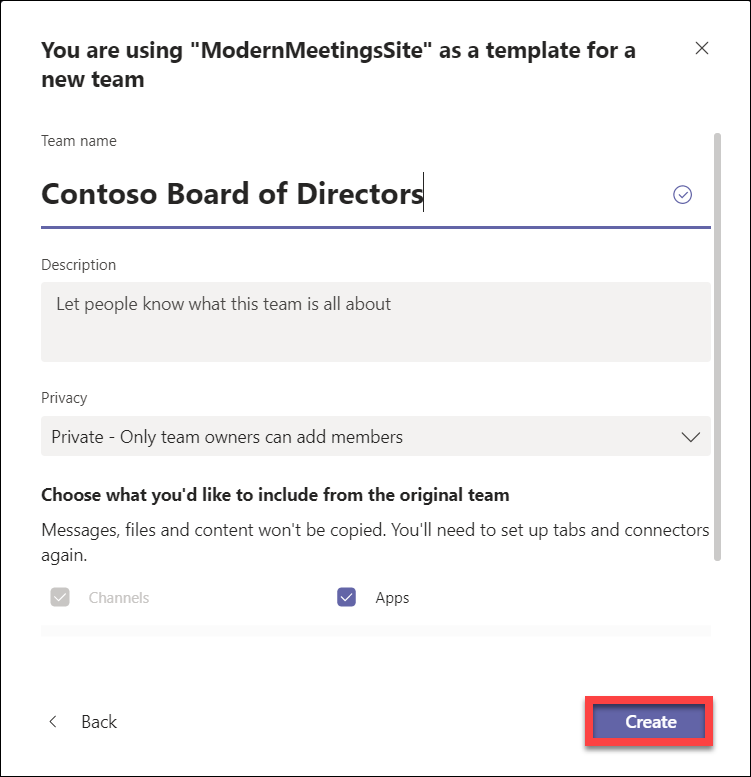 You are using "ModernMeetingsSite" as a template for a
new team
Team name
Contoso Board of Directors
Description
Let people know what this team is all about
Privacy
Private - Only team owners can add members
Choose what you'd like to include from the original team
Messages, files and content won't be copied. You'll need to set up tabs and connectors
again.
Channels
Apps
Back
Create